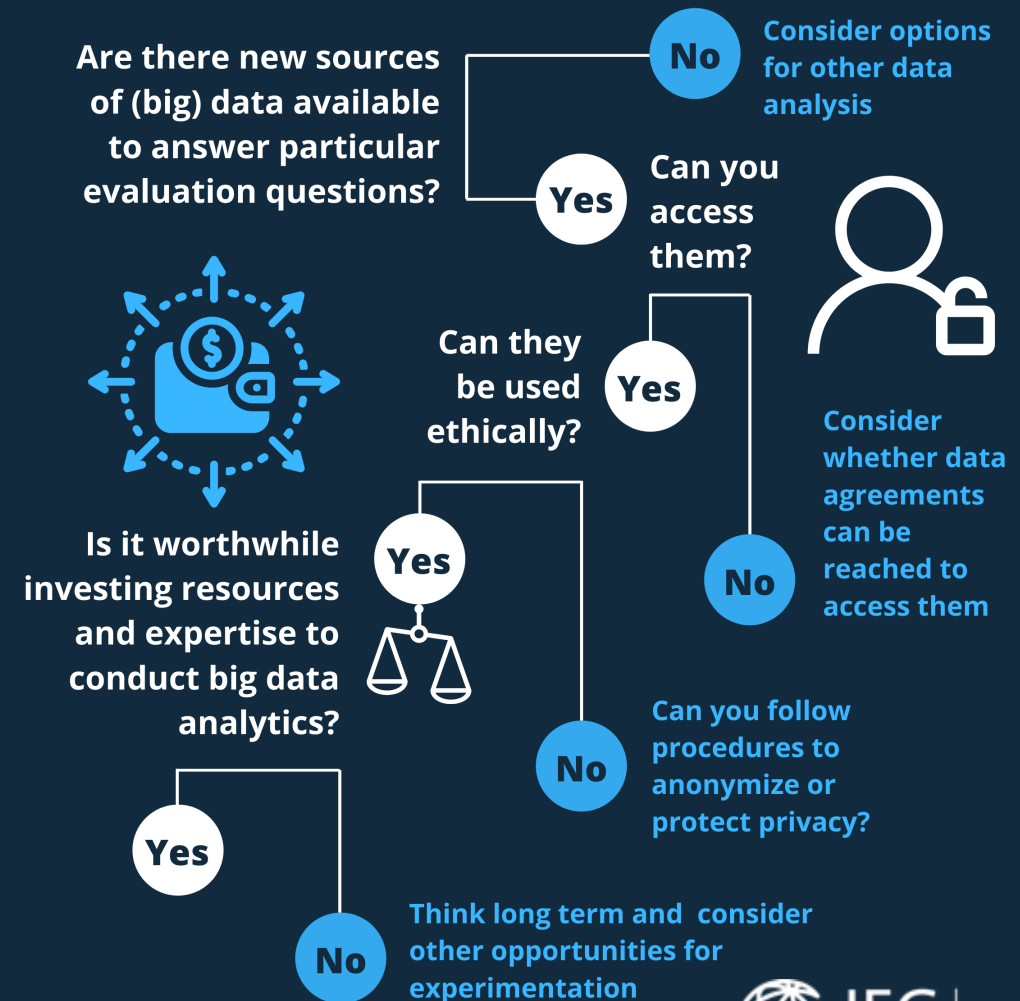 Are there new sources
of (big) data available
to answer particular
evaluation questions?
No
Consider options
for other data
analysis
Yes
Can you
access
them?
Can they
be used
ethically?
Yes
No
Consider
whether data
agreements
can be
reached to
access them
$
Is it worthwhile
investing resources
and expertise to
conduct big data
analytics?
Yes
No
Can you follow
procedures to
anonymize or
protect privacy?
Yes
No
Think long term and consider
other opportunities for
experimentation